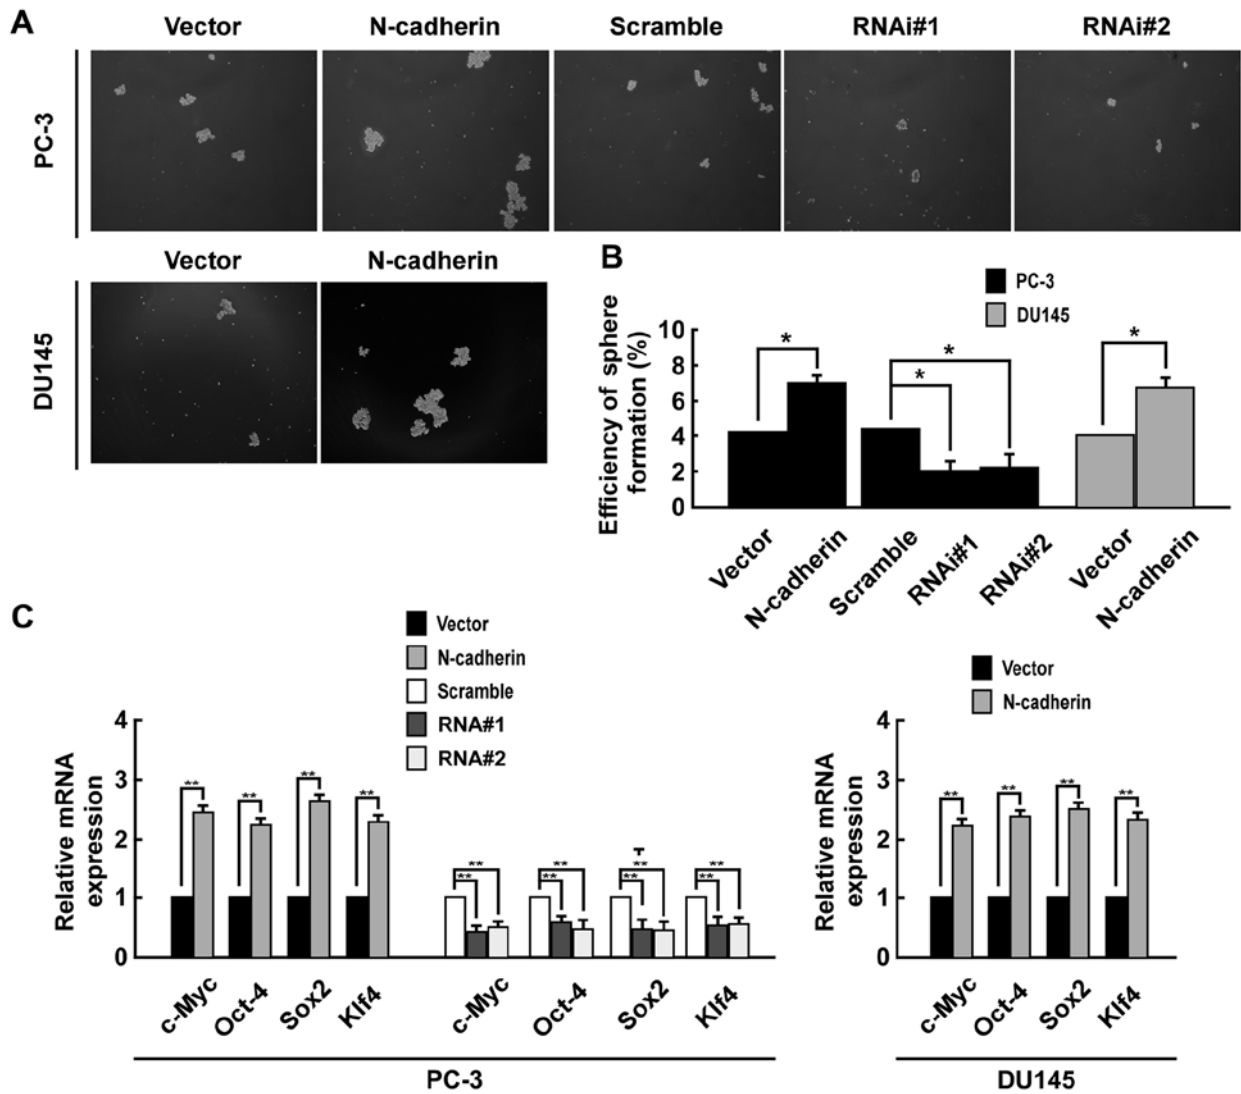 A
Vector N-cadherin Scramble RNAi#1 RNAi#2
PC-3
Vector N-cadherin
DU145
B
PC-3
DU145
Efficiency of sphere
formation (%)
10
8
6
4
2
0
*
*
*
*
Vector N-cadherin Scramble RNAi#1 RNAi#2 Vector N-cadherin
C
Vector
N-cadherin
Scramble
RNA#1
RNA#2
Relative mRNA
expression
4
3
2
1
0
** ** ** **
** ** ** **
** ** ** **
c-Myc Oct-4 Sox2 Klf4 c-Myc Oct-4 Sox2 Klf4
PC-3
Vector
N-cadherin
Relative mRNA
expression
4
3
2
1
0
** ** ** **
c-Myc Oct-4 Sox2 Klf4
DU145